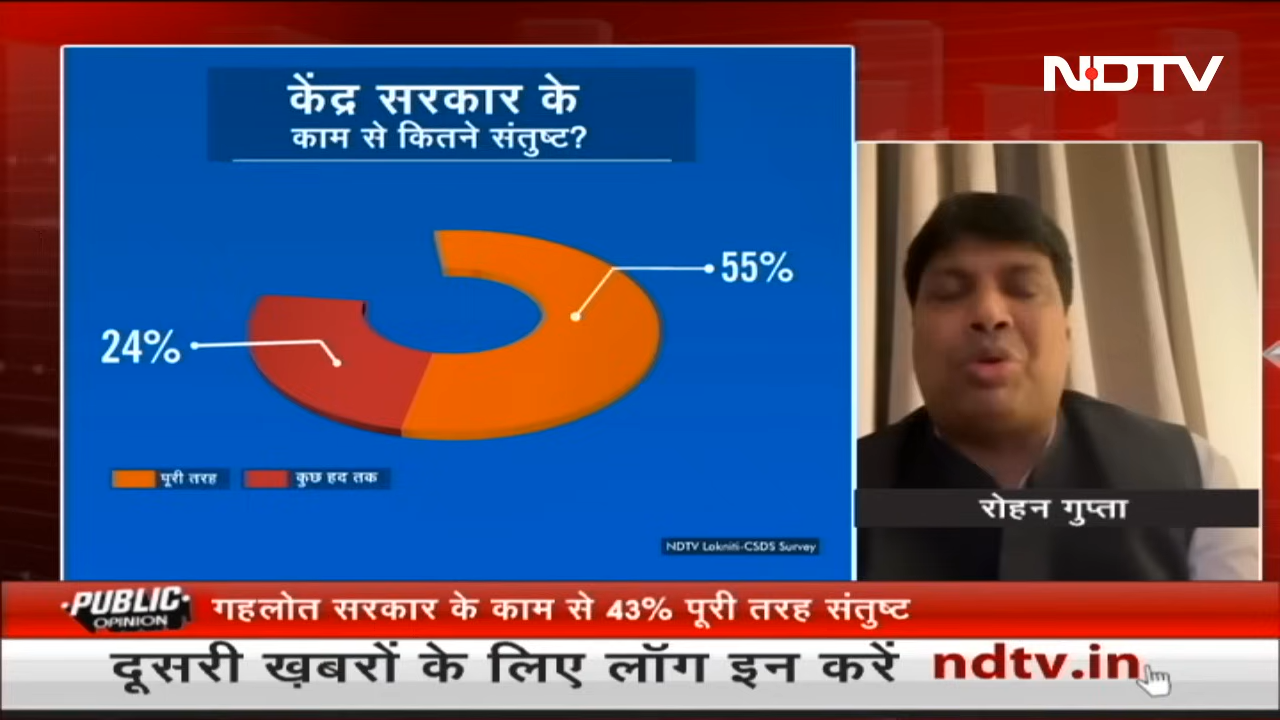 NDTV
केंद्र सरकार के
काम से कितने संतुष्ट?
55%
24%
पूरी तरह
कुछ हद तक
NDTV Lokniti-CSDS Survey
रोहन गुप्ता
PUBLIC
OPINION
गहलोत सरकार के काम से 43% पूरी तरह संतुष्ट
दूसरी ख़बरों के लिए लॉग इन करें ndtv.in